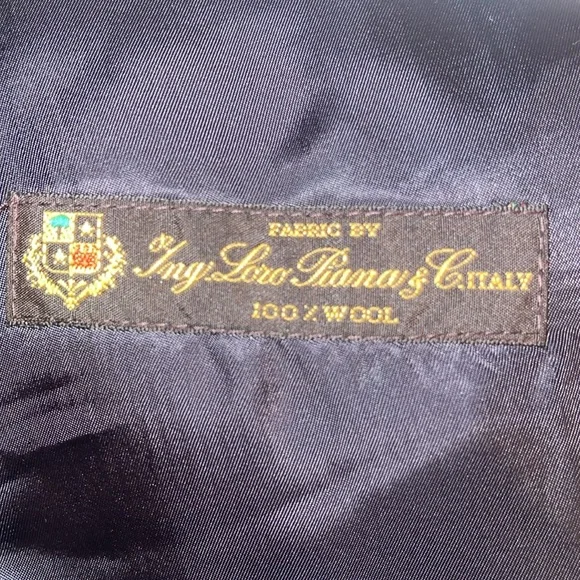 FABRIC BY
Ing. Loro Piana & C. ITALY
100% WOOL